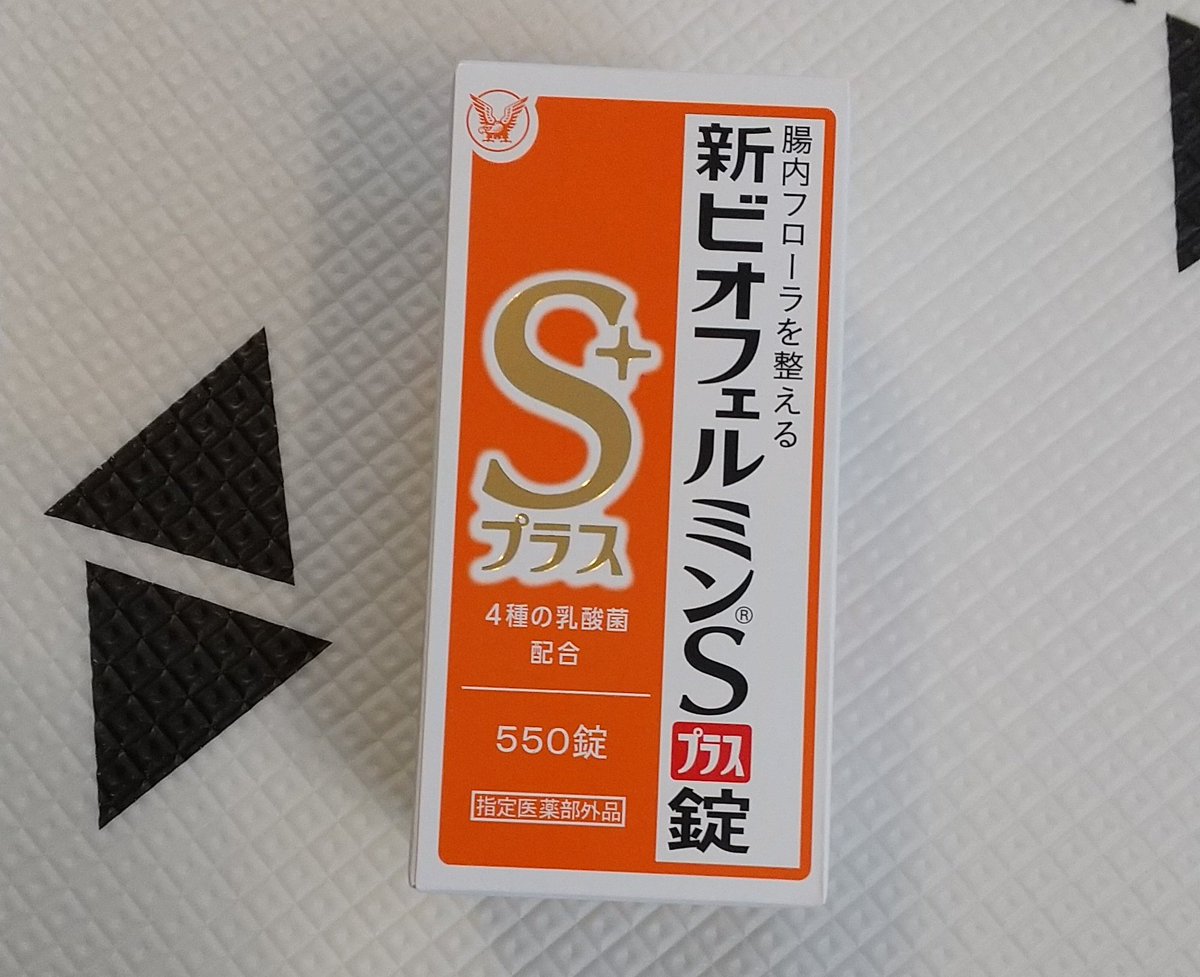 腸内フローラを整える
新ビオフェルミン®S
プラス
錠
S+
プラス
4種の乳酸菌
配合
550錠
指定医薬部外品